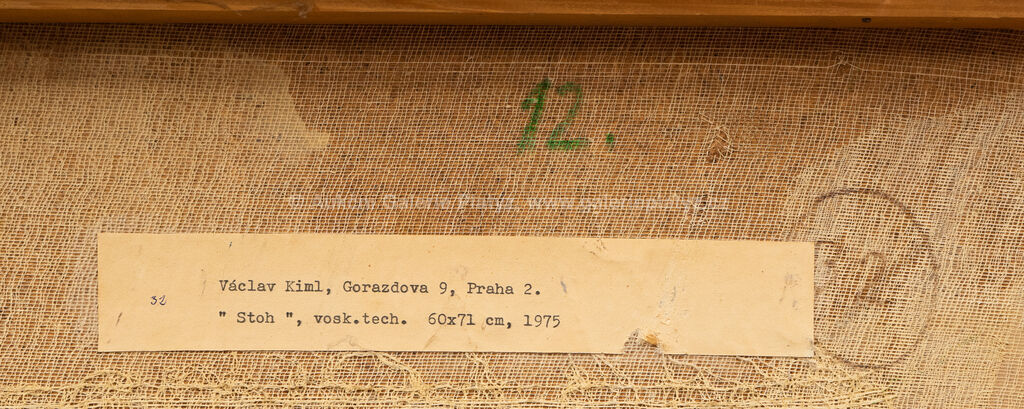 12.
Václav Kiml, Gorazdova 9, Praha 2.
32
" Stoh ", vosk.tech. 60x71 cm, 1975